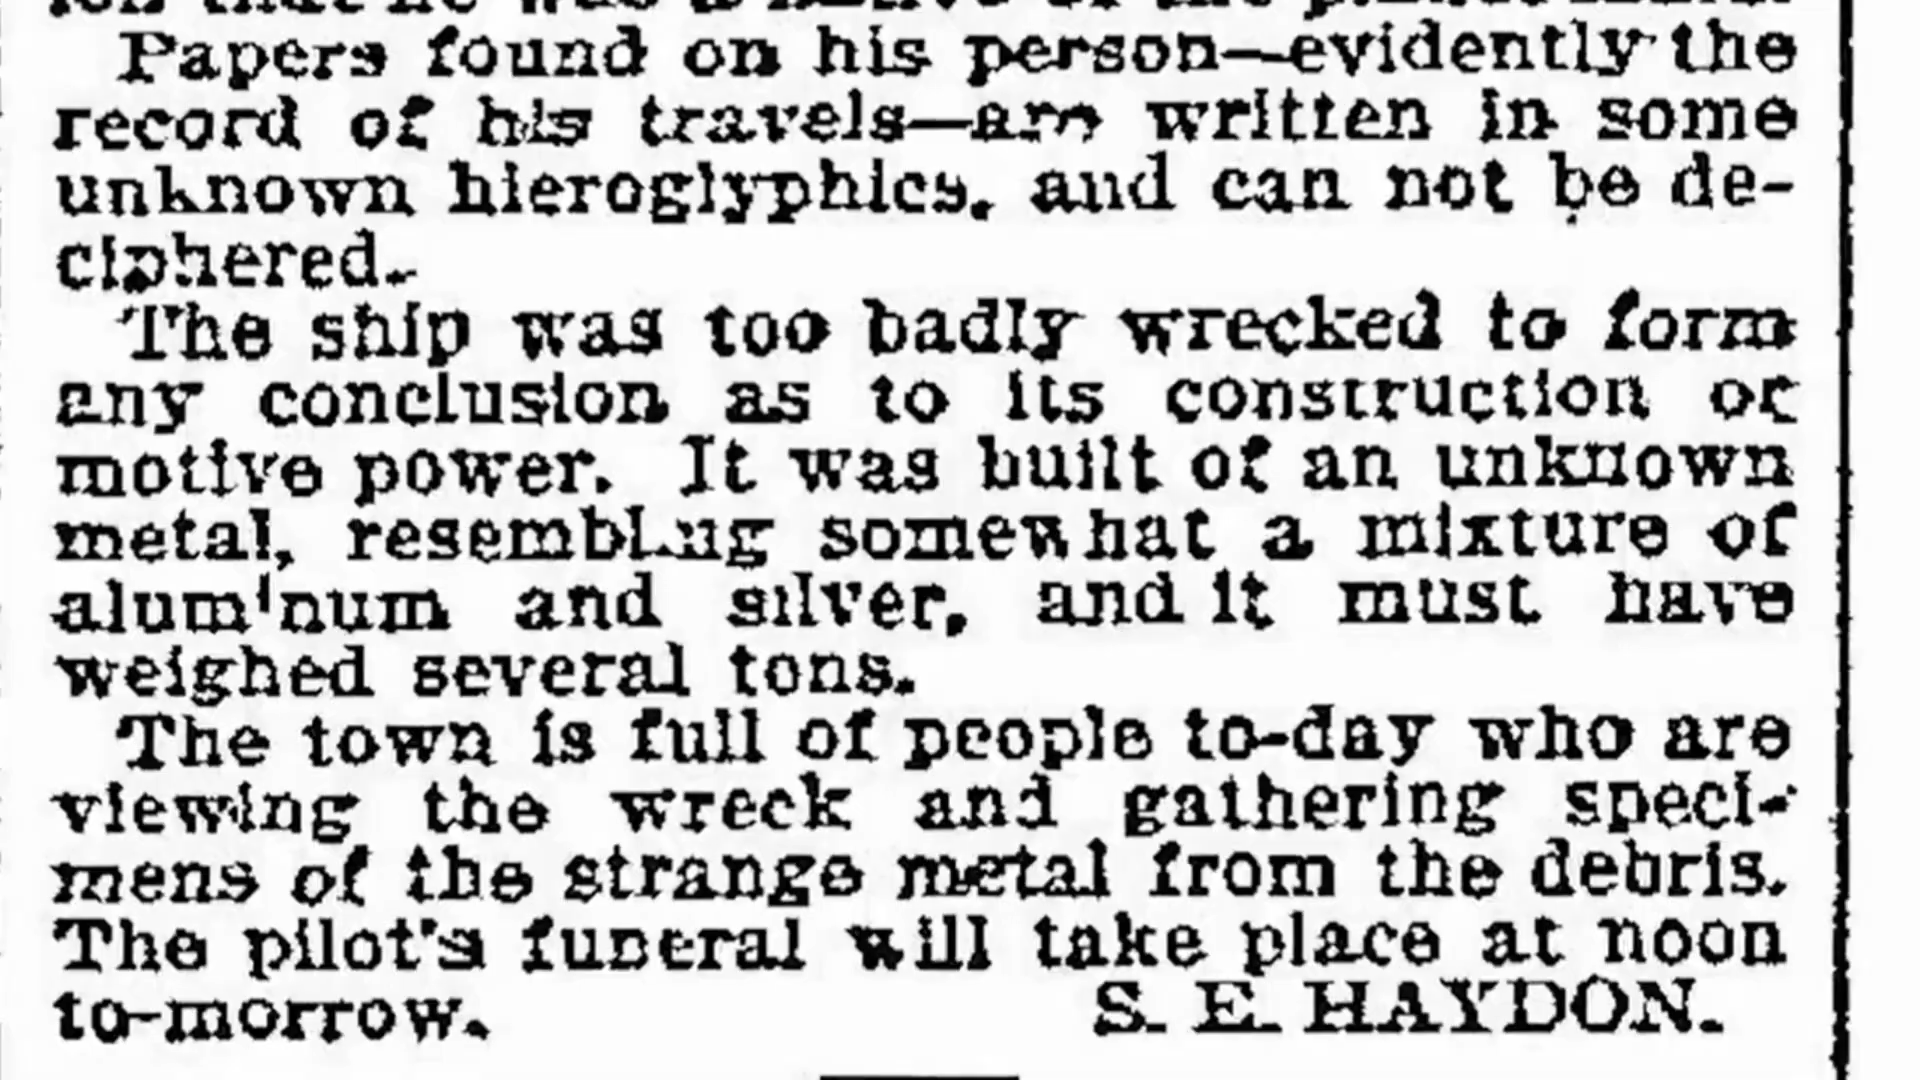 Papers found on his person—evidently the
record of his travels—are written in some
unknown hieroglyphics, and can not be de-
ciphered.
The ship was too badly wrecked to form
any conclusion as to its construction or
motive power. It was built of an unknown
metal, resembling somewhat a mixture of
aluminum and silver, and it must have
weighed several tons.
The town is full of people to-day who are
viewing the wreck and gathering speci-
mens of the strange metal from the debris.
The pilot's funeral will take place at noon
to-morrow. S. E. HAYDON.